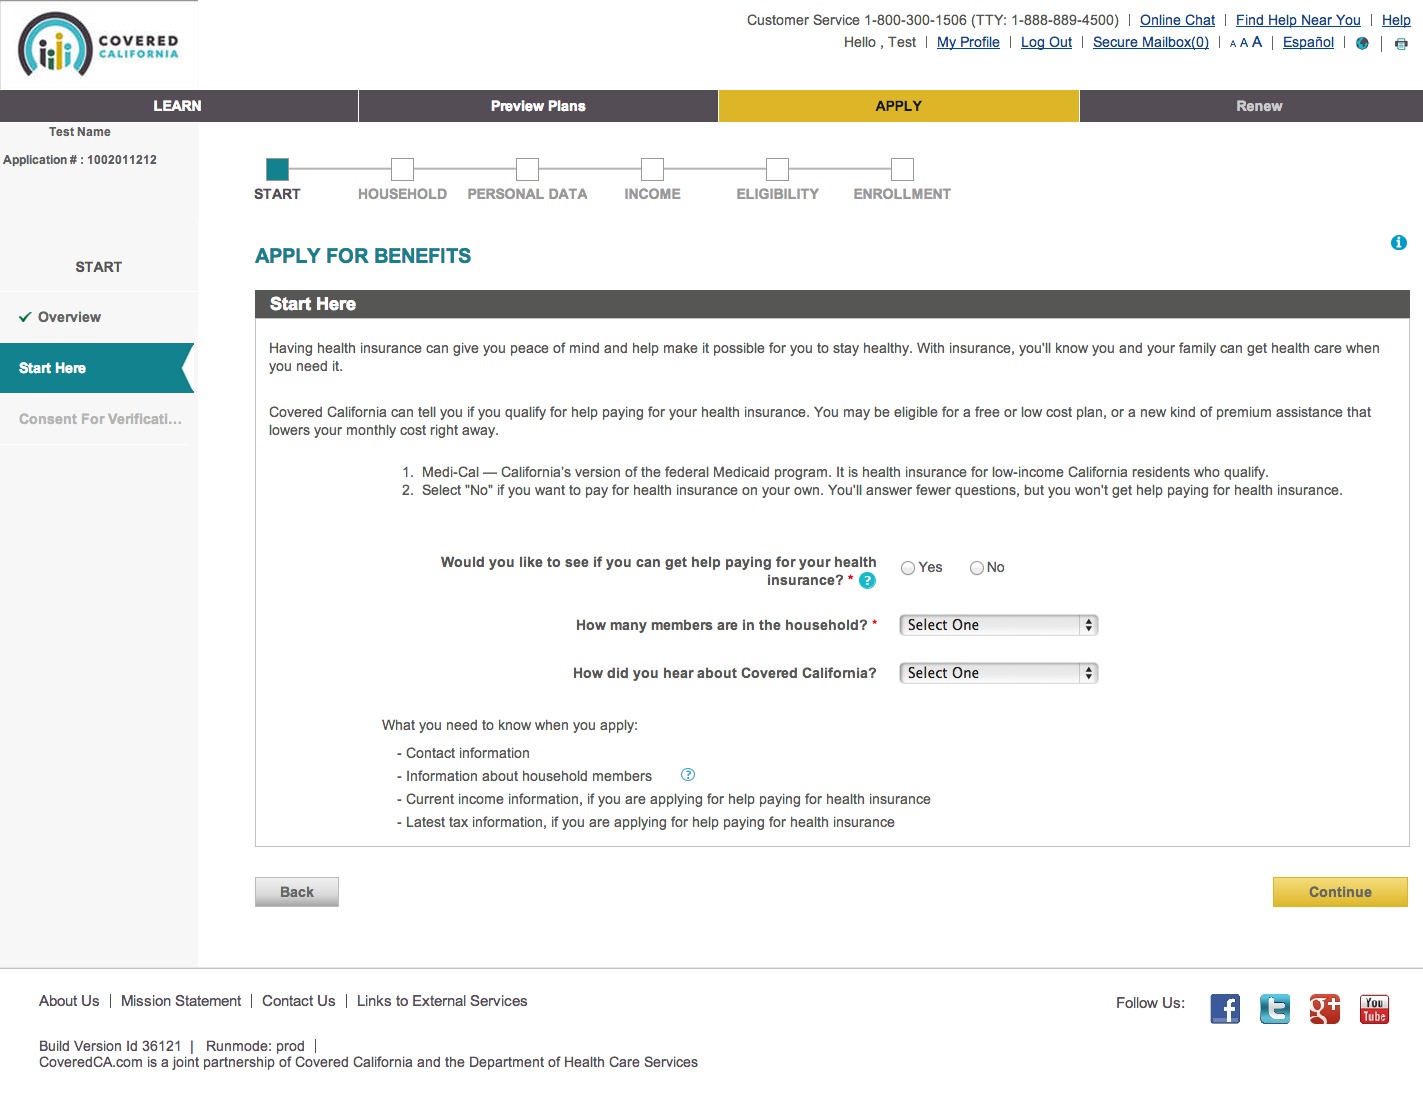 COVERED
CALIFORNIA
Customer Service 1-800-300-1506 (TTY: 1-888-889-4500) | Online Chat | Find Help Near You | Help
Hello , Test | My Profile | Log Out | Secure Mailbox(0) | A A A | Español |
LEARN
Preview Plans
APPLY
Renew
Test Name
Application # : 1002011212
START
HOUSEHOLD
PERSONAL DATA
INCOME
ELIGIBILITY
ENROLLMENT
START
Overview
Start Here
Consent For Verificati...
APPLY FOR BENEFITS
Start Here
Having health insurance can give you peace of mind and help make it possible for you to stay healthy. With insurance, you'll know you and your family can get health care when
you need it.
Covered California can tell you if you qualify for help paying for your health insurance. You may be eligible for a free or low cost plan, or a new kind of premium assistance that
lowers your monthly cost right away.
1. Medi-Cal — California's version of the federal Medicaid program. It is health insurance for low-income California residents who qualify.
2. Select "No" if you want to pay for health insurance on your own. You'll answer fewer questions, but you won't get help paying for health insurance.
Would you like to see if you can get help paying for your health
insurance? * ?
Yes No
How many members are in the household? *
Select One
How did you hear about Covered California?
Select One
What you need to know when you apply:
- Contact information
- Information about household members ?
- Current income information, if you are applying for help paying for health insurance
- Latest tax information, if you are applying for help paying for health insurance
Back
Continue
About Us | Mission Statement | Contact Us | Links to External Services
Follow Us:
f
t
g+
You
Tube
Build Version Id 36121 | Runmode: prod |
CoveredCA.com is a joint partnership of Covered California and the Department of Health Care Services